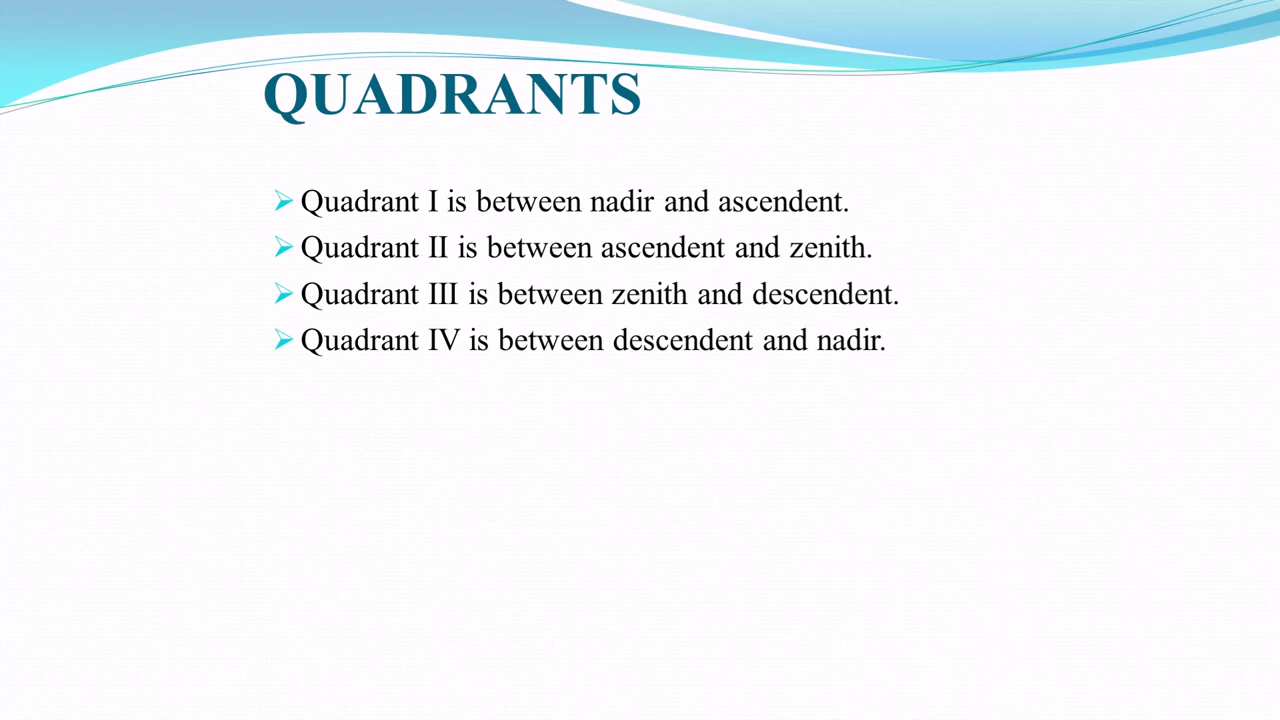 QUADRANTS
Quadrant I is between nadir and ascendent.
Quadrant II is between ascendent and zenith.
Quadrant III is between zenith and descendent.
Quadrant IV is between descendent and nadir.